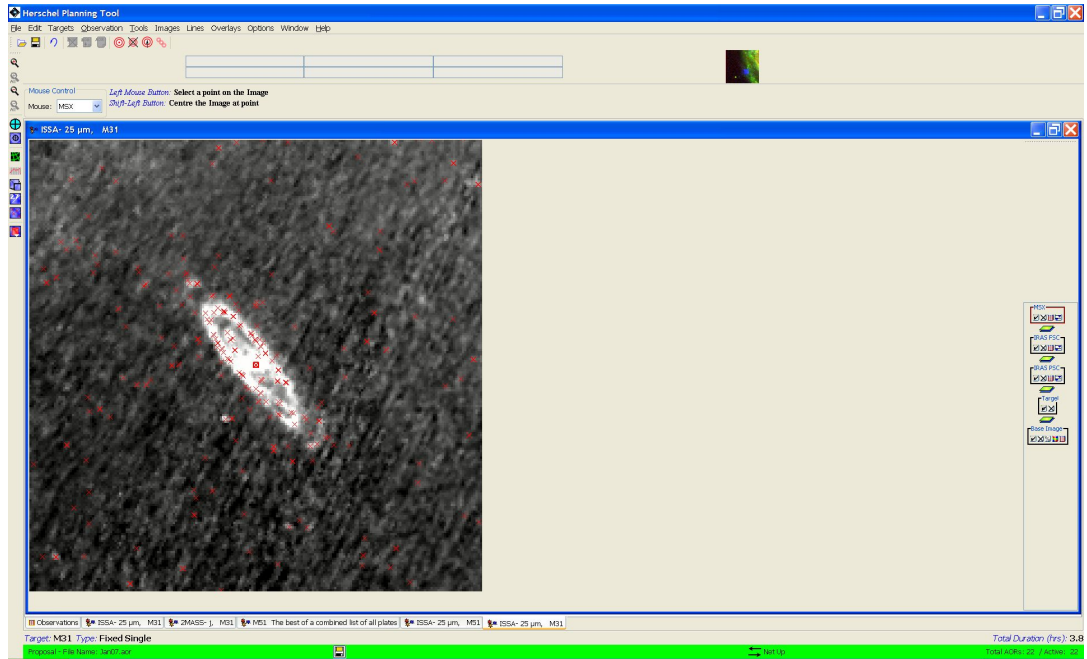 Herschel Planning Tool
File Edit Targets Observation Tools Images Lines Overlays Options Window Help
Mouse Control
Mouse: MSX
Left Mouse Button: Select a point on the Image
Shift-Left Button: Centre the Image at point
ISSA- 25 µm, M31
MSX
IRAS FSC
IRAS PSC
Target
Base Image
Observations ISSA- 25 µm, M31 2MASS- j, M31 M51 The best of a combined list of all plates ISSA- 25 µm, M51 ISSA- 25 µm, M31
Target: M31 Type: Fixed Single Total Duration (hrs): 3.8
Proposal - File Name: Jan07.aor Net Up Total AORs: 22 / Active: 22